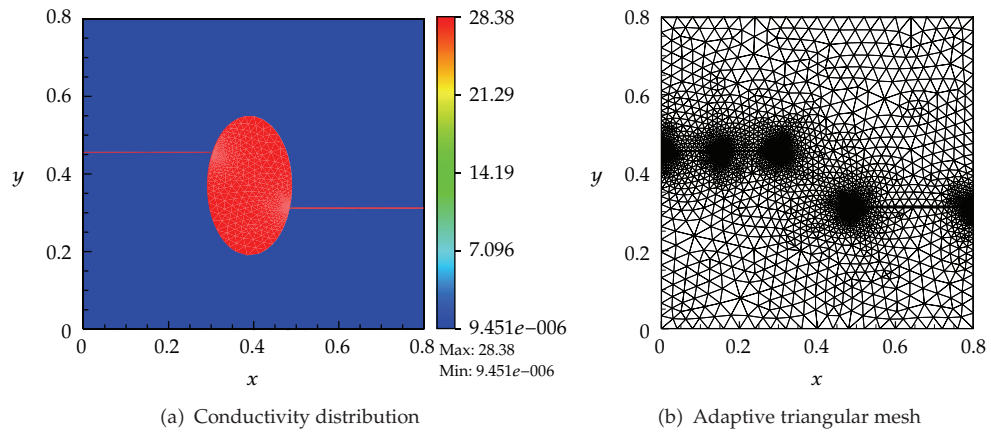 0.8
0.6
y
0.4
0.2
0
0
0.2
0.4
0.6
0.8
x
28.38
21.29
14.19
7.096
9.451e−006
Max: 28.38
Min: 9.451e−006
(a) Conductivity distribution
0.8
0.6
y
0.4
0.2
0
0
0.2
0.4
0.6
0.8
x
(b) Adaptive triangular mesh